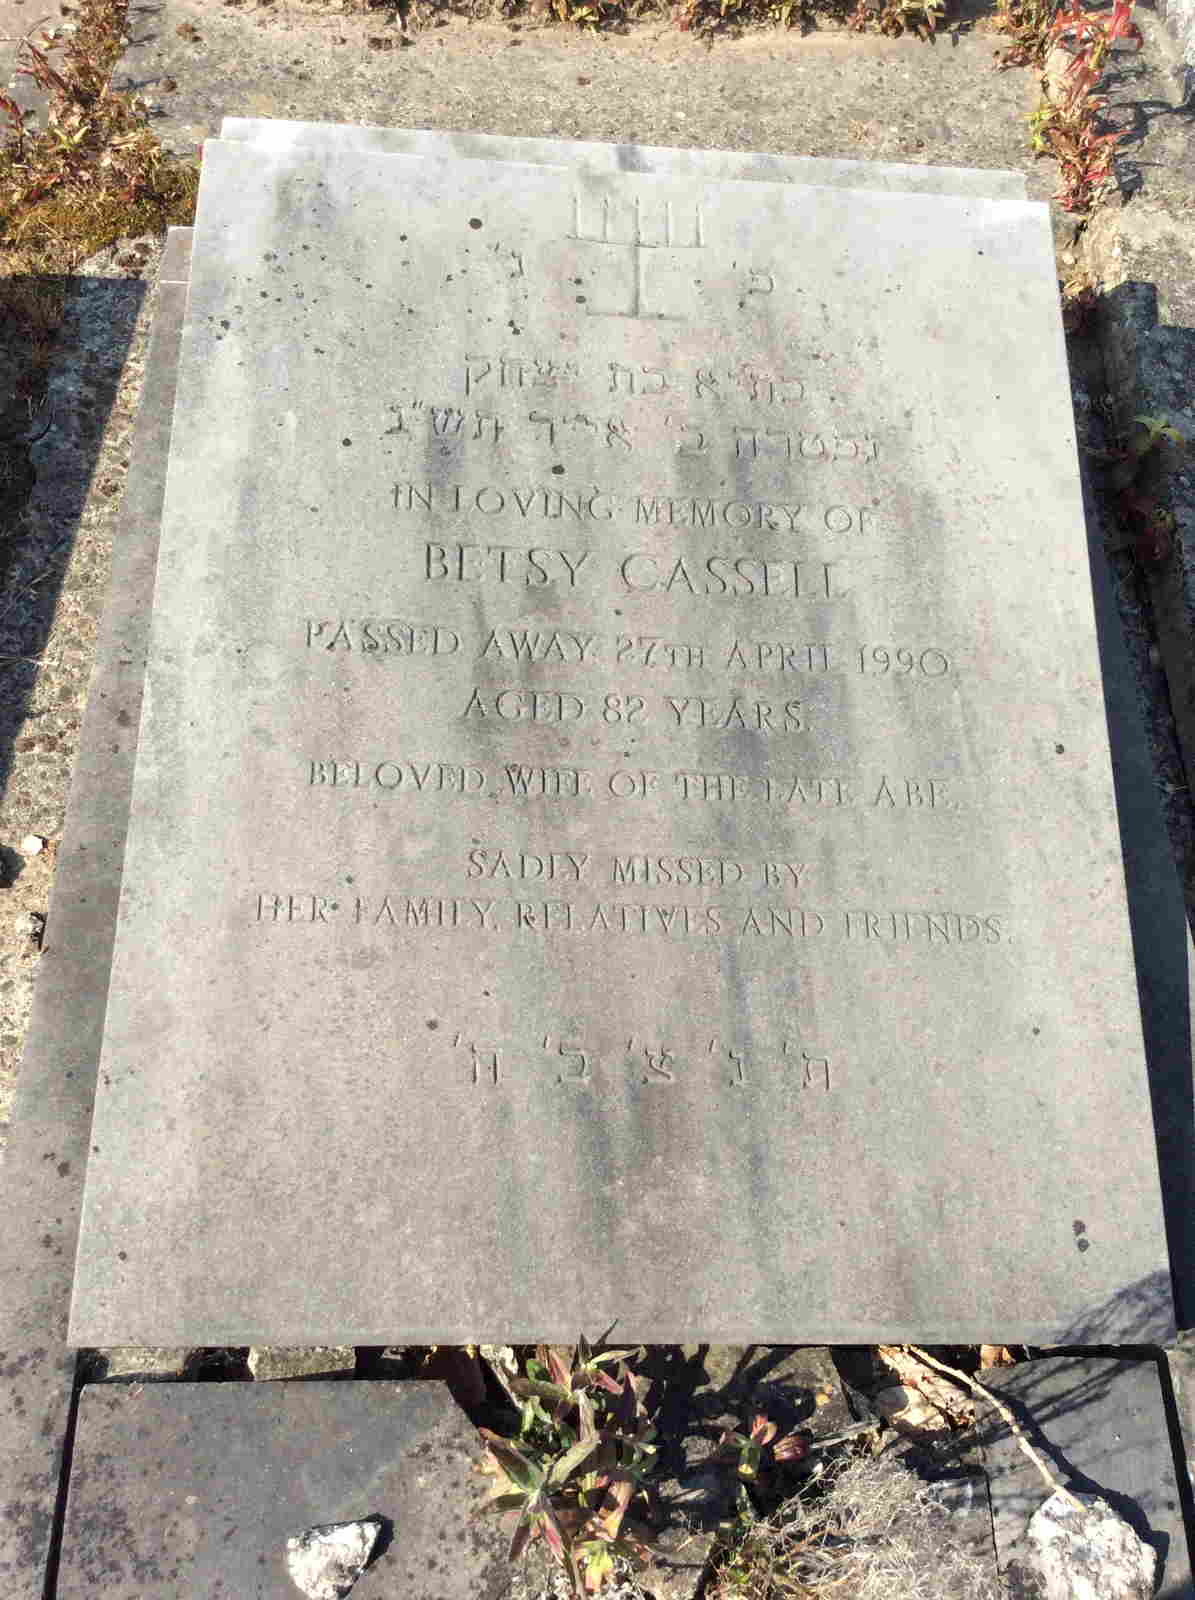 פ' נ'
בתיא בת יצחק
נפטרה ב' אייר תש"נ
IN LOVING MEMORY OF
BETSY CASSELL
PASSED AWAY 27TH APRIL 1990
AGED 82 YEARS.
BELOVED WIFE OF THE LATE ABE.
SADLY MISSED BY
HER FAMILY, RELATIVES AND FRIENDS.
ת' נ' צ' ב' ה'